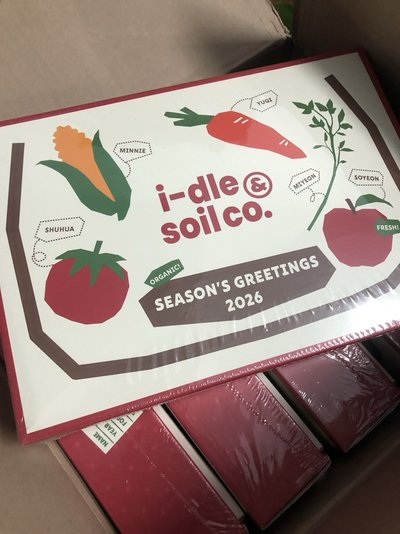 YUQI
MINNIE
i-dle &
soil co.
MIYEON
SOYEON
SHUHUA
FRESH!
ORGANIC!
SEASON'S GREETINGS
2026
NAME
YEAR